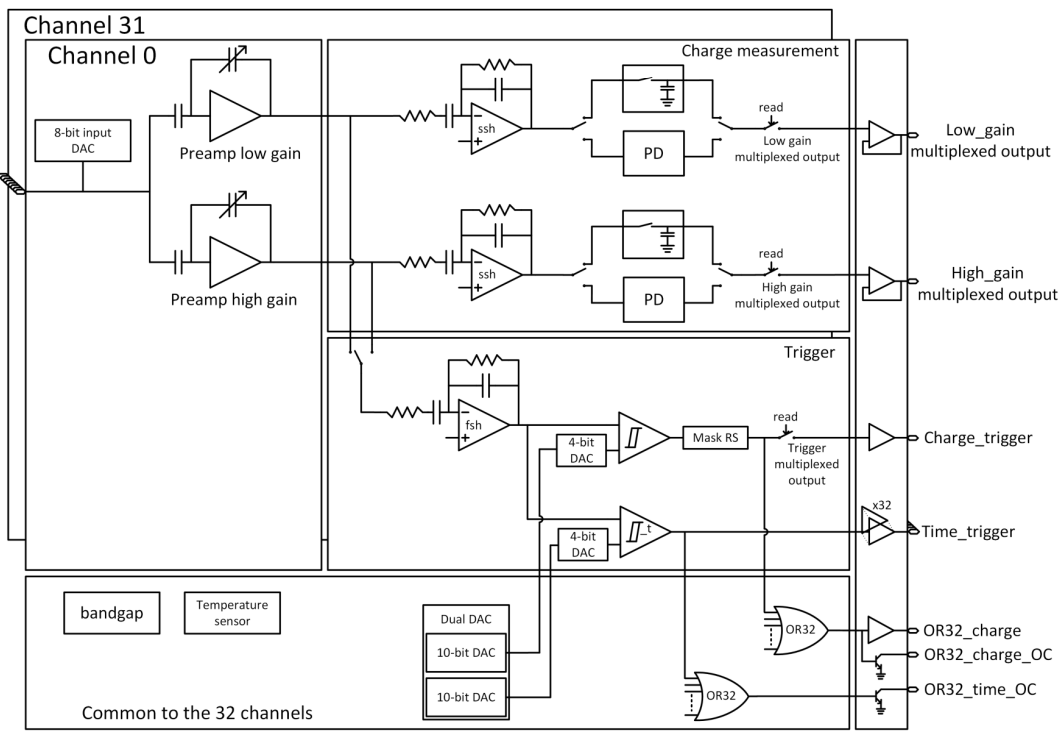 Channel 31
Channel 0
8-bit input
DAC
Preamp low gain
Preamp high gain
Charge measurement
ssh
PD
read
Low gain
multiplexed output
Low_gain
multiplexed output
ssh
PD
read
High gain
multiplexed output
High_gain
multiplexed output
Trigger
fsh
4-bit
DAC
Mask RS
read
Trigger
multiplexed
output
Charge_trigger
4-bit
DAC
_t
x32
Time_trigger
bandgap
Temperature
sensor
Dual DAC
10-bit DAC
10-bit DAC
OR32
OR32
OR32_charge
OR32_charge_OC
OR32_time_OC
Common to the 32 channels